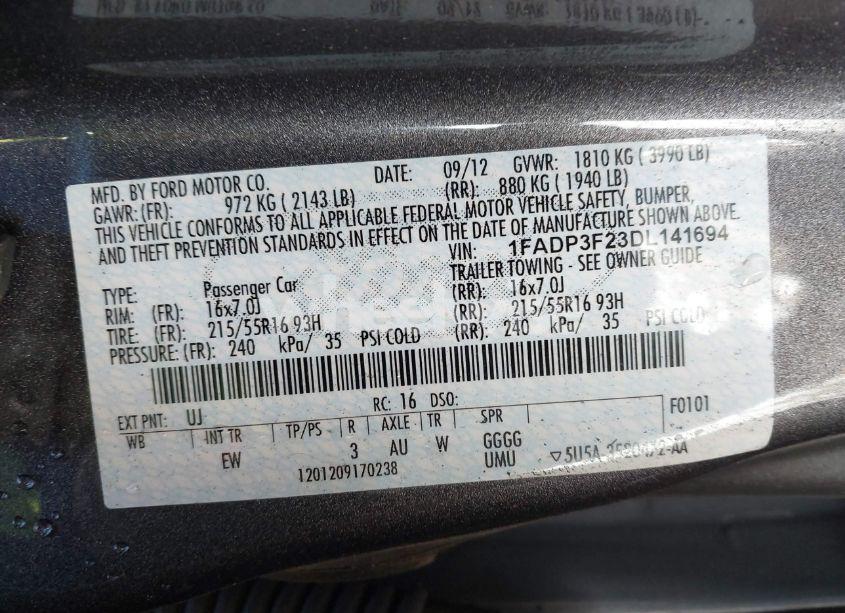 MFD. BY FORD MOTOR CO. DATE: 09/12 GVWR: 1810 KG ( 3990 LB)
GAWR: (FR): 972 KG ( 2143 LB) (RR): 880 KG ( 1940 LB)
THIS VEHICLE CONFORMS TO ALL APPLICABLE FEDERAL MOTOR VEHICLE SAFETY, BUMPER,
AND THEFT PREVENTION STANDARDS IN EFFECT ON THE DATE OF MANUFACTURE SHOWN ABOVE.
VIN: 1FADP3F23DL141694
TYPE: Passenger Car TRAILER TOWING - SEE OWNER GUIDE
RIM: (FR): 16x7.0J (RR): 16x7.0J
TIRE: (FR): 215/55R16 93H (RR): 215/55R16 93H
PRESSURE: (FR): 240 kPa/ 35 PSI COLD (RR): 240 kPa/ 35 PSI COLD
RC: 16 DSO:
EXT PNT: UJ F0101
WB INT TR TP/PS R AXLE TR SPR
EW 3 AU W GGGG
UMU
1201209170238